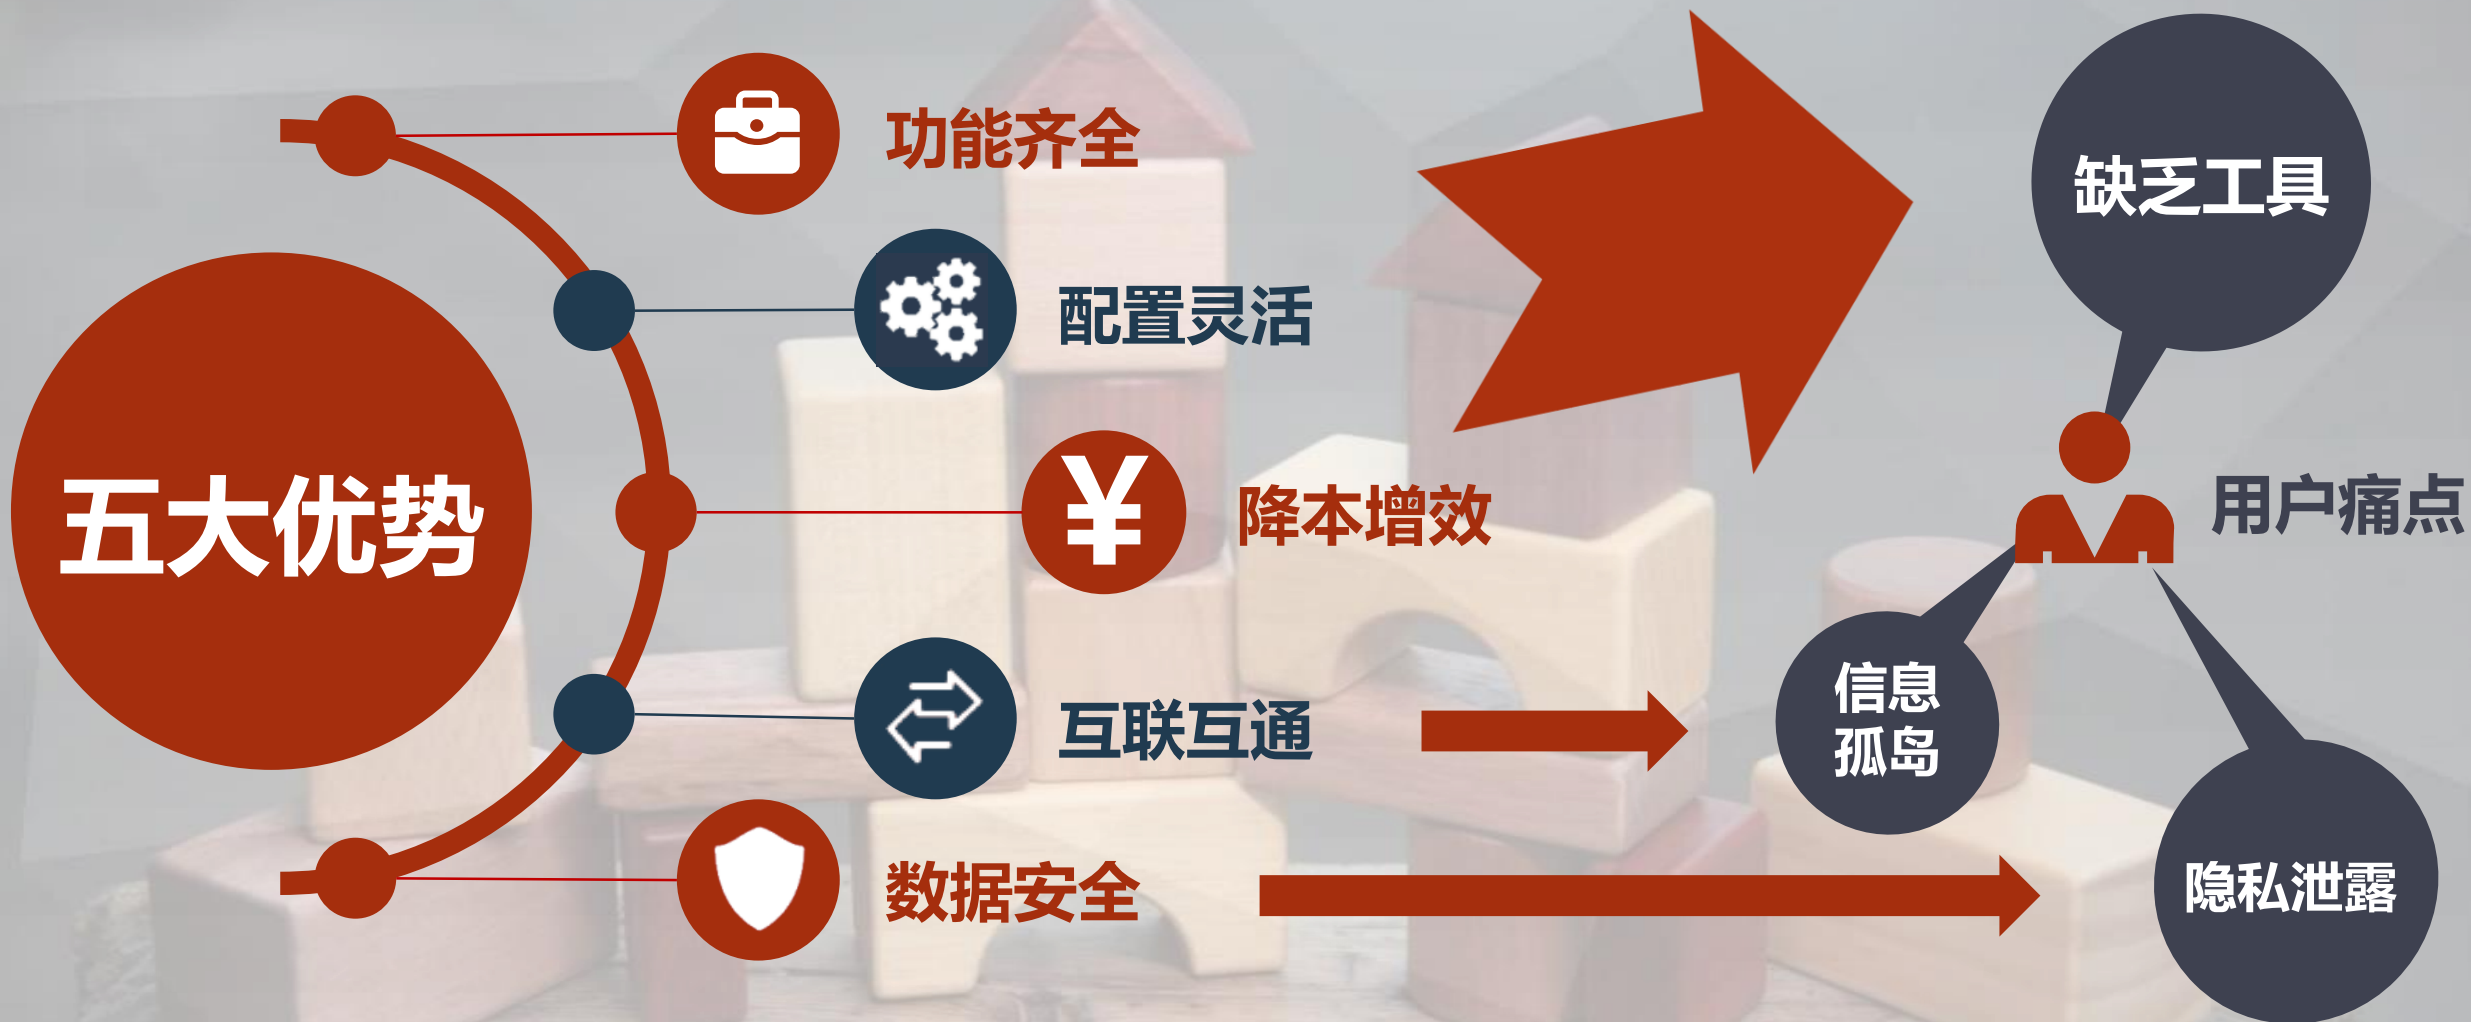 五大优势
功能齐全
配置灵活
¥
降本增效
互联互通
数据安全
缺乏工具
用户痛点
信息
孤岛
隐私泄露